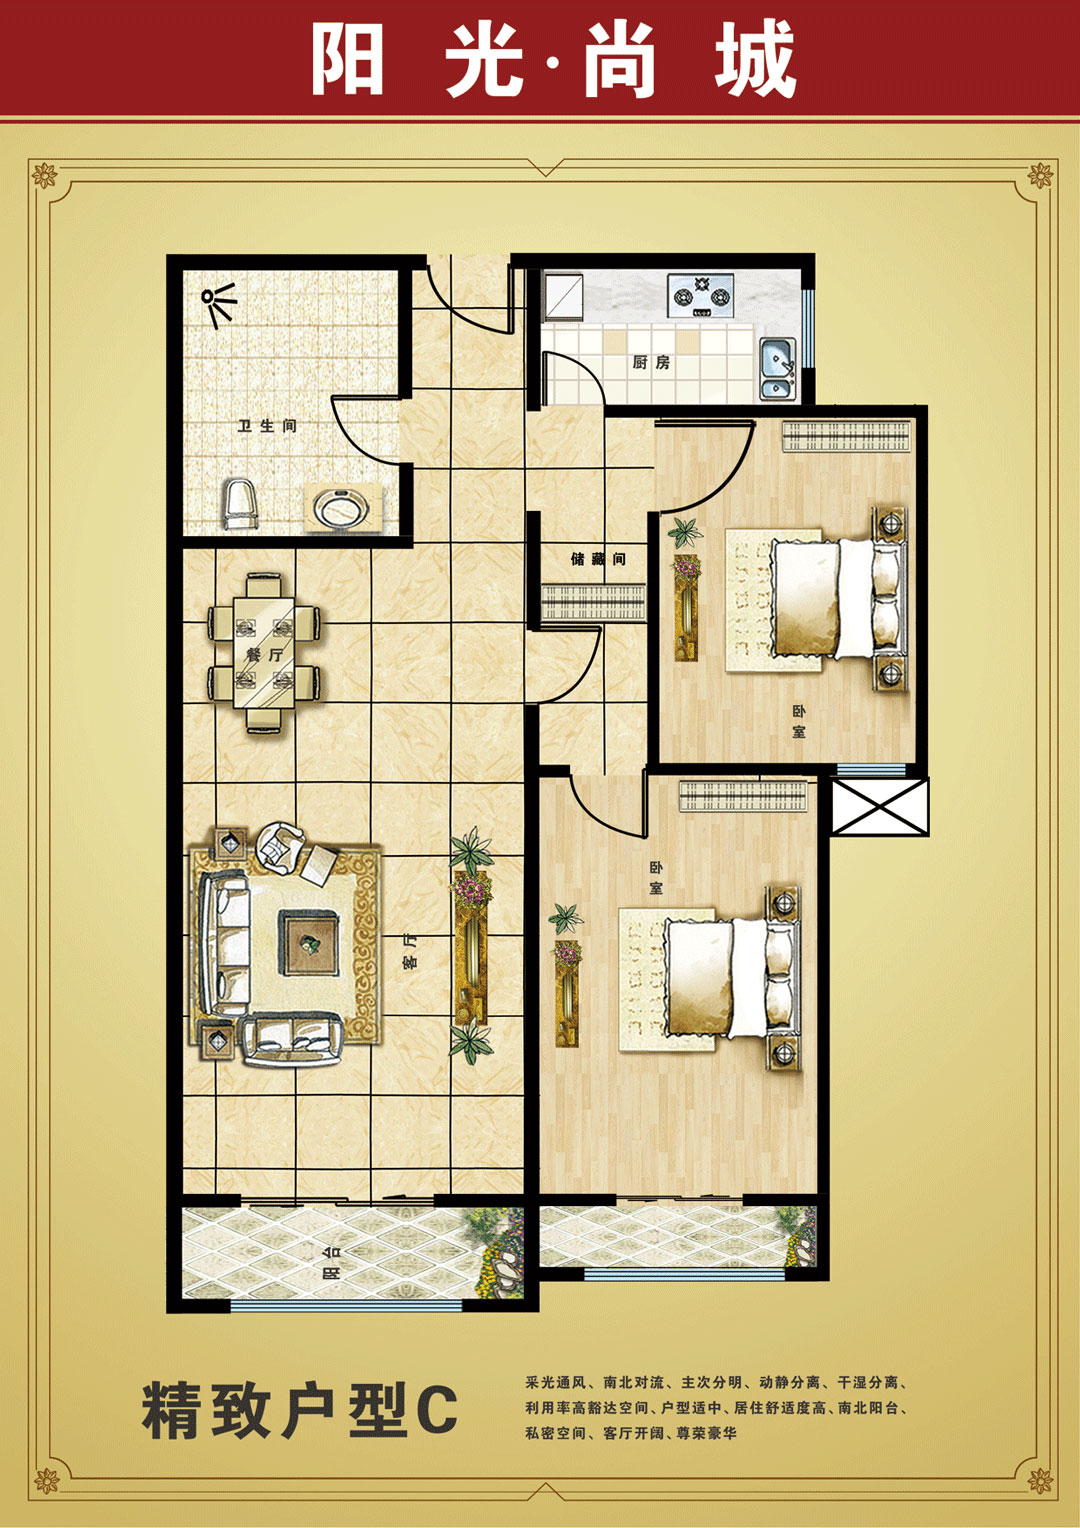 阳光·尚城
厨房
卫生间
储藏间
餐厅
卧室
卧室
客厅
阳台
精致户型C
采光通风、南北对流、主次分明、动静分离、干湿分离、
利用率高豁达空间、户型适中、居住舒适度高、南北阳台、
私密空间、客厅开阔、尊荣豪华